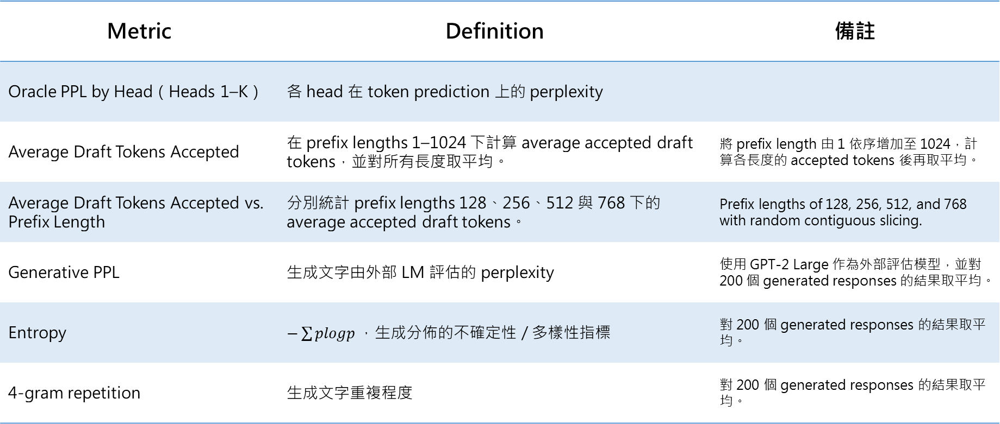 Metric
Definition
備註
Oracle PPL by Head ( Heads 1–K )
各 head 在 token prediction 上的 perplexity
Average Draft Tokens Accepted
在 prefix lengths 1–1024 下計算 average accepted draft
tokens，並對所有長度取平均。
將 prefix length 由 1 依序增加至 1024，計
算各長度的 accepted tokens 後再取平均。
Average Draft Tokens Accepted vs.
Prefix Length
分別統計 prefix lengths 128、256、512 與 768 下的
average accepted draft tokens。
Prefix lengths of 128, 256, 512, and 768
with random contiguous slicing.
Generative PPL
生成文字由外部 LM 評估的 perplexity
使用 GPT-2 Large 作為外部評估模型，並對
200 個 generated responses 的結果取平均。
Entropy
− ∑ plogp ，生成分佈的不確定性 / 多樣性指標
對 200 個 generated responses 的結果取平
均。
4-gram repetition
生成文字重複程度
對 200 個 generated responses 的結果取平
均。